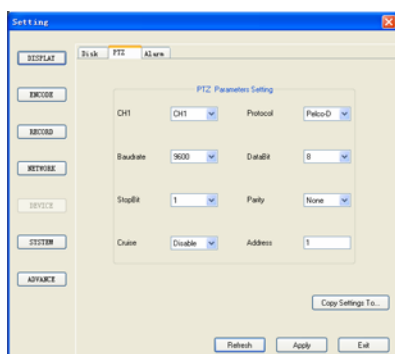 Setting
DISPLAY
ENCODE
RECORD
NETWORK
DEVICE
SYSTEM
ADVANCE
Disk PTZ Alarm
PTZ Parameters Setting
CH1 CH1 Protocol Pelco-D
Baudrate 9600 DataBit 8
StopBit 1 Parity None
Cruise Disable Address 1
Copy Settings To...
Refresh Apply Exit